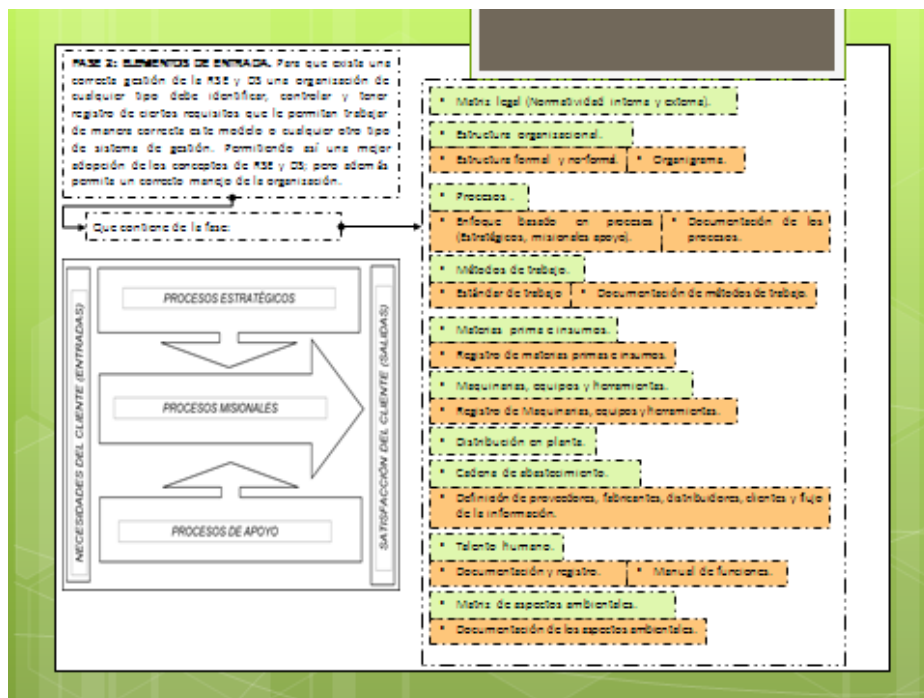 FASE 2: ELEMENTOS DE ENTRADA. Para que exista una
correcta gestión de la RSE y DS una organización de
cualquier tipo debe identificar, controlar y tener
registro de ciertos requisitos que le permitan trabajar
de manera correcta este modelo o cualquier otro tipo
de sistema de gestión. Permitiendo así una mejor
adopción de los conceptos de RSE y DS; pero además
permita un correcto manejo de la organización.
Que contiene de la fase:
NECESIDADES DEL CLIENTE (ENTRADAS)
PROCESOS ESTRATÉGICOS
PROCESOS MISIONALES
PROCESOS DE APOYO
SATISFACCIÓN DEL CLIENTE (SALIDAS)
• Matriz legal (Normatividad interna y externa).
• Estructura organizacional.
• Estructura formal y no formal.
• Organigrama.
• Procesos .
• Enfoque basado en procesos
(Estratégicos, misionales apoyo).
• Documentación de los
procesos.
• Métodos de trabajo.
• Estándar de trabajo
• Documentación de métodos de trabajo.
• Materias prima e insumos.
• Registro de materias primas e insumos.
• Maquinarias, equipos y herramientas.
• Registro de Maquinarias, equipos y herramientas.
• Distribución en planta.
• Cadena de abastecimiento.
• Definición de proveedores, fabricantes, distribuidores, clientes y flujo
de la información.
• Talento humano.
• Documentación y registro.
• Manual de funciones.
• Matriz de aspectos ambientales.
• Documentación de los aspectos ambientales.